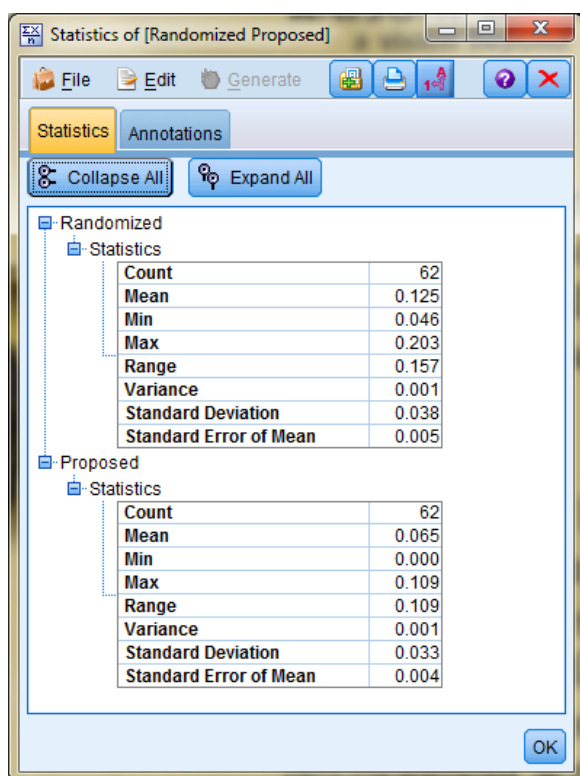 Statistics of [Randomized Proposed]
File Edit Generate
Statistics Annotations
Collapse All Expand All
Randomized
Statistics
Count 62
Mean 0.125
Min 0.046
Max 0.203
Range 0.157
Variance 0.001
Standard Deviation 0.038
Standard Error of Mean 0.005
Proposed
Statistics
Count 62
Mean 0.065
Min 0.000
Max 0.109
Range 0.109
Variance 0.001
Standard Deviation 0.033
Standard Error of Mean 0.004
OK